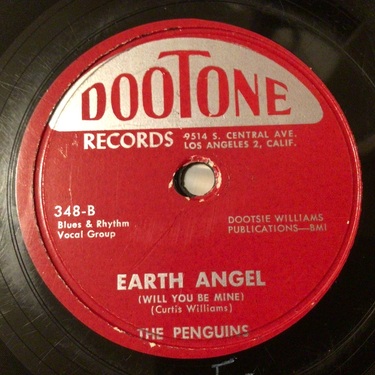 DOOTONE
RECORDS 9514 S. CENTRAL AVE.
LOS ANGELES 2, CALIF.
348-B
Blues & Rhythm
Vocal Group
DOOTSIE WILLIAMS
PUBLICATIONS—BMI
EARTH ANGEL
(WILL YOU BE MINE)
(Curtis Williams)
THE PENGUINS